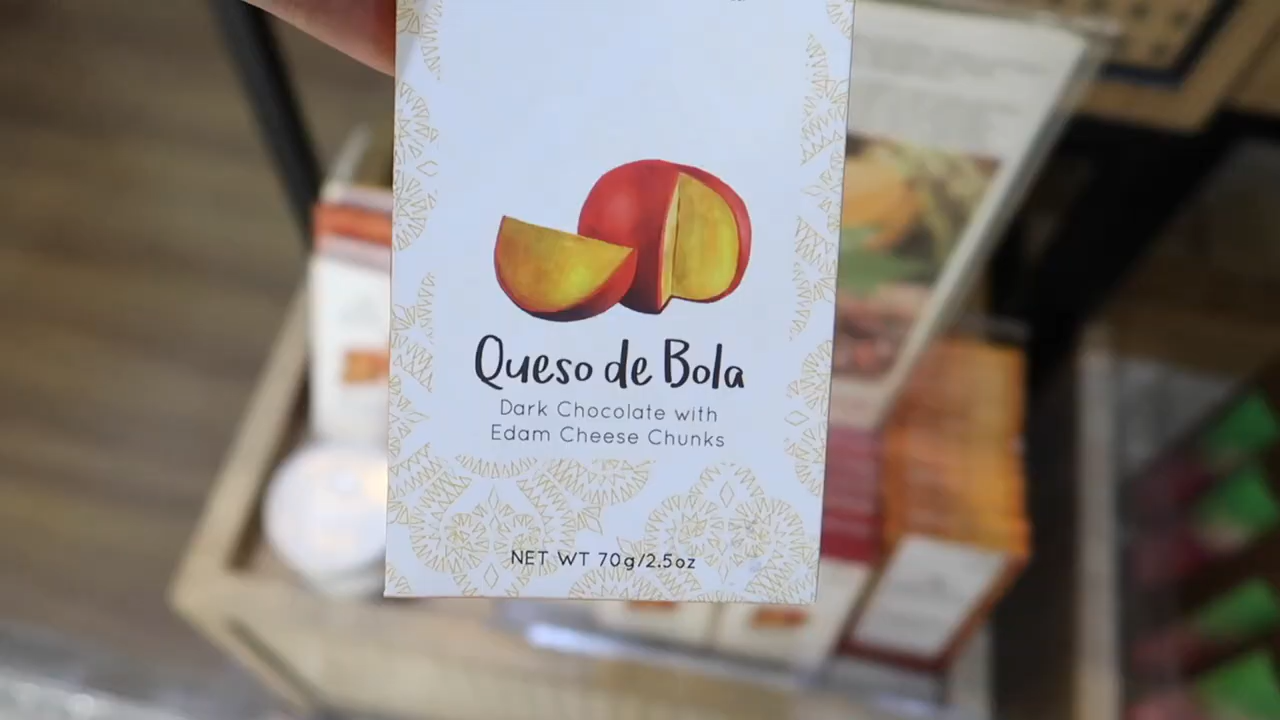 Queso de Bola
Dark Chocolate with
Edam Cheese Chunks
NET WT 70g/2.5oz